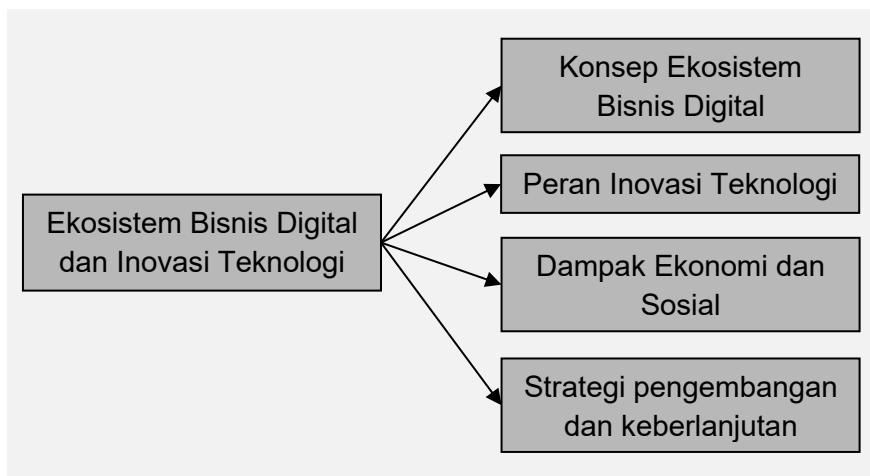 Ekosistem Bisnis Digital
dan Inovasi Teknologi
Konsep Ekosistem
Bisnis Digital
Peran Inovasi Teknologi
Dampak Ekonomi dan
Sosial
Strategi pengembangan
dan keberlanjutan